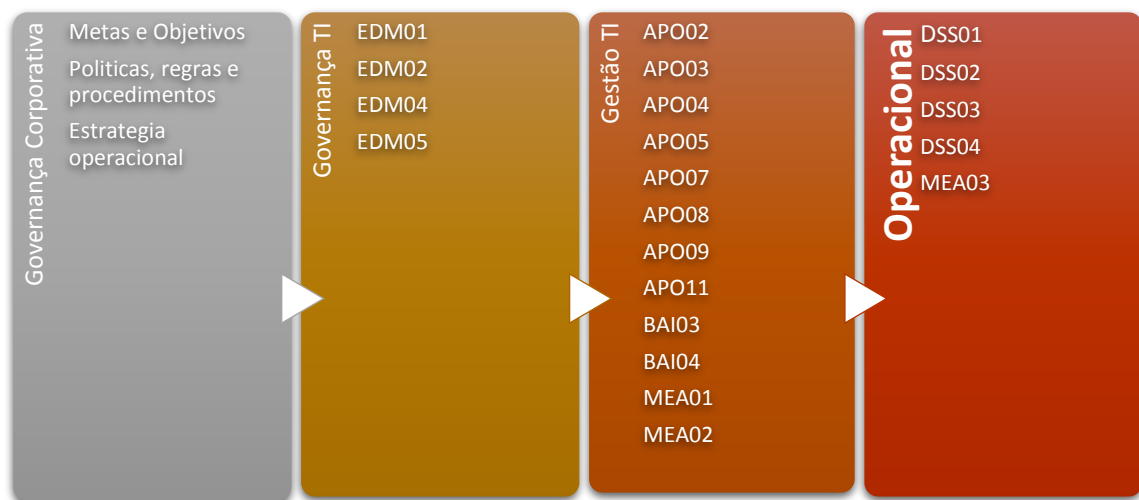 Governança Corporativa
Metas e Objetivos
Politicas, regras e
procedimentos
Estrategia
operacional
Governança TI
EDM01
EDM02
EDM04
EDM05
Gestão TI
APO02
APO03
APO04
APO05
APO07
APO08
APO09
APO11
BAI03
BAI04
MEA01
MEA02
Operacional
DSS01
DSS02
DSS03
DSS04
MEA03